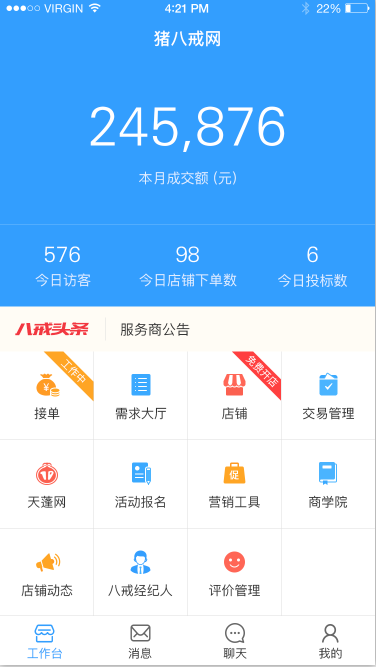 VIRGIN 4:21 PM 22%
猪八戒网
245,876
本月成交额 (元)
576 98 6
今日访客 今日店铺下单数 今日投标数
八戒头条 服务商公告
工作中 免费开店
接单 需求大厅 店铺 交易管理
促
天蓬网 活动报名 营销工具 商学院
店铺动态 八戒经纪人 评价管理
工作台 消息 聊天 我的